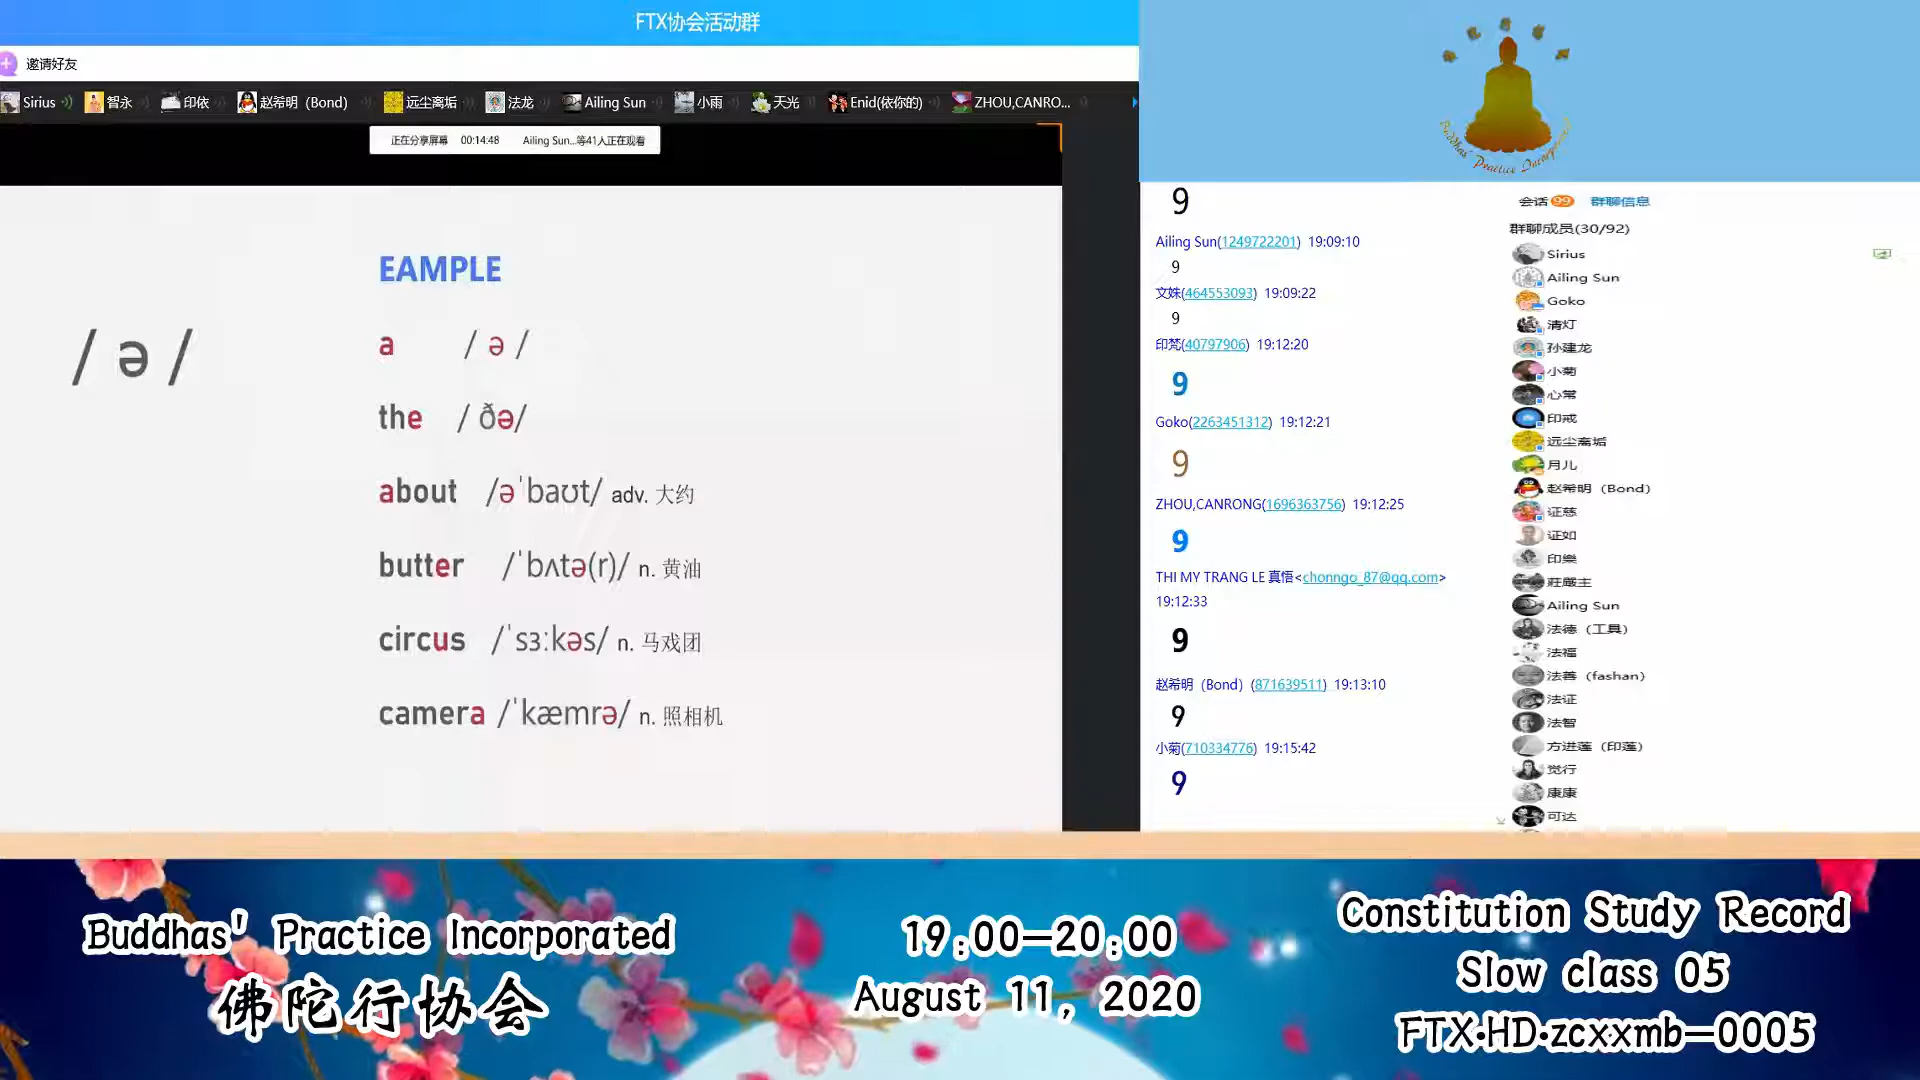 FTX协会活动群
邀请好友
Sirius 智永 印依 赵希明（Bond） 远尘离垢 法龙 Ailing Sun 小雨 天光 Enid(依你的) ZHOU,CANRO...
正在分享屏幕 00:14:48 Ailing Sun...等41人正在观看
EAMPLE
/ ə /
a / ə /
the / ðə/
about /əˈbaʊt/ adv. 大约
butter /ˈbʌtə(r)/ n. 黄油
circus /ˈsɜːkəs/ n. 马戏团
camera /ˈkæmrə/ n. 照相机
Buddhas' Practice Incorporated
9
Ailing Sun(1249722201) 19:09:10
9
文姝(464553093) 19:09:22
9
印梵(40797906) 19:12:20
9
Goko(2263451312) 19:12:21
9
ZHOU,CANRONG(1696363756) 19:12:25
9
THI MY TRANG LE 真悟<chonngo_87@qq.com>
19:12:33
9
赵希明（Bond）(871639511) 19:13:10
9
小菊(710334776) 19:15:42
9
会话 99 群聊信息
群聊成员(30/92)
Sirius
Ailing Sun
Goko
清灯
孙建龙
小菊
心常
印戒
远尘离垢
月儿
赵希明（Bond）
证慈
证如
印樂
莊嚴主
Ailing Sun
法德（工具）
法福
法善（fashan）
法证
法智
方进莲（印莲）
觉行
康康
可达
Buddhas' Practice Incorporated
佛陀行协会
19:00—20:00
August 11, 2020
Constitution Study Record
Slow class 05
FTX·HD·zcxxmb—0005